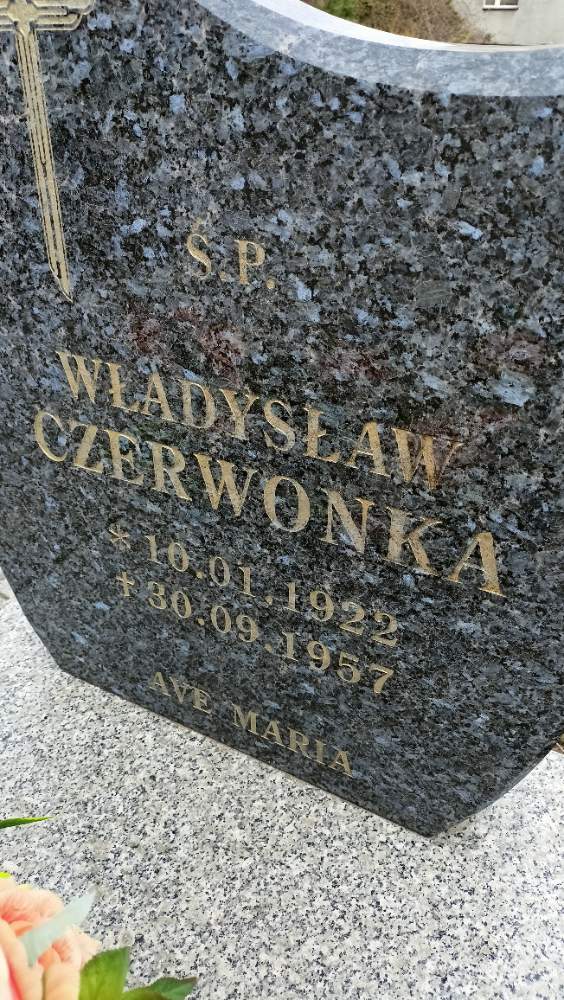 Ś.P.
WŁADYSŁAW
CZERWONKA
* 10.01.1922
✝ 30.09.1957
AVE MARIA